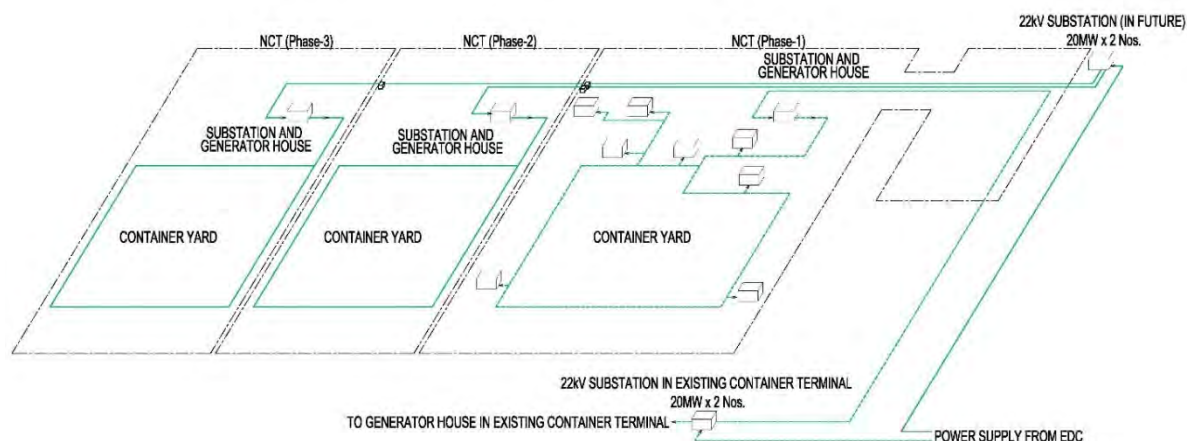 22kV SUBSTATION (IN FUTURE)
20MW x 2 Nos.
NCT (Phase-3)
NCT (Phase-2)
NCT (Phase-1)
SUBSTATION AND
GENERATOR HOUSE
SUBSTATION AND
GENERATOR HOUSE
SUBSTATION AND
GENERATOR HOUSE
CONTAINER YARD
CONTAINER YARD
CONTAINER YARD
22kV SUBSTATION IN EXISTING CONTAINER TERMINAL
20MW x 2 Nos.
TO GENERATOR HOUSE IN EXISTING CONTAINER TERMINAL
POWER SUPPLY FROM EDC